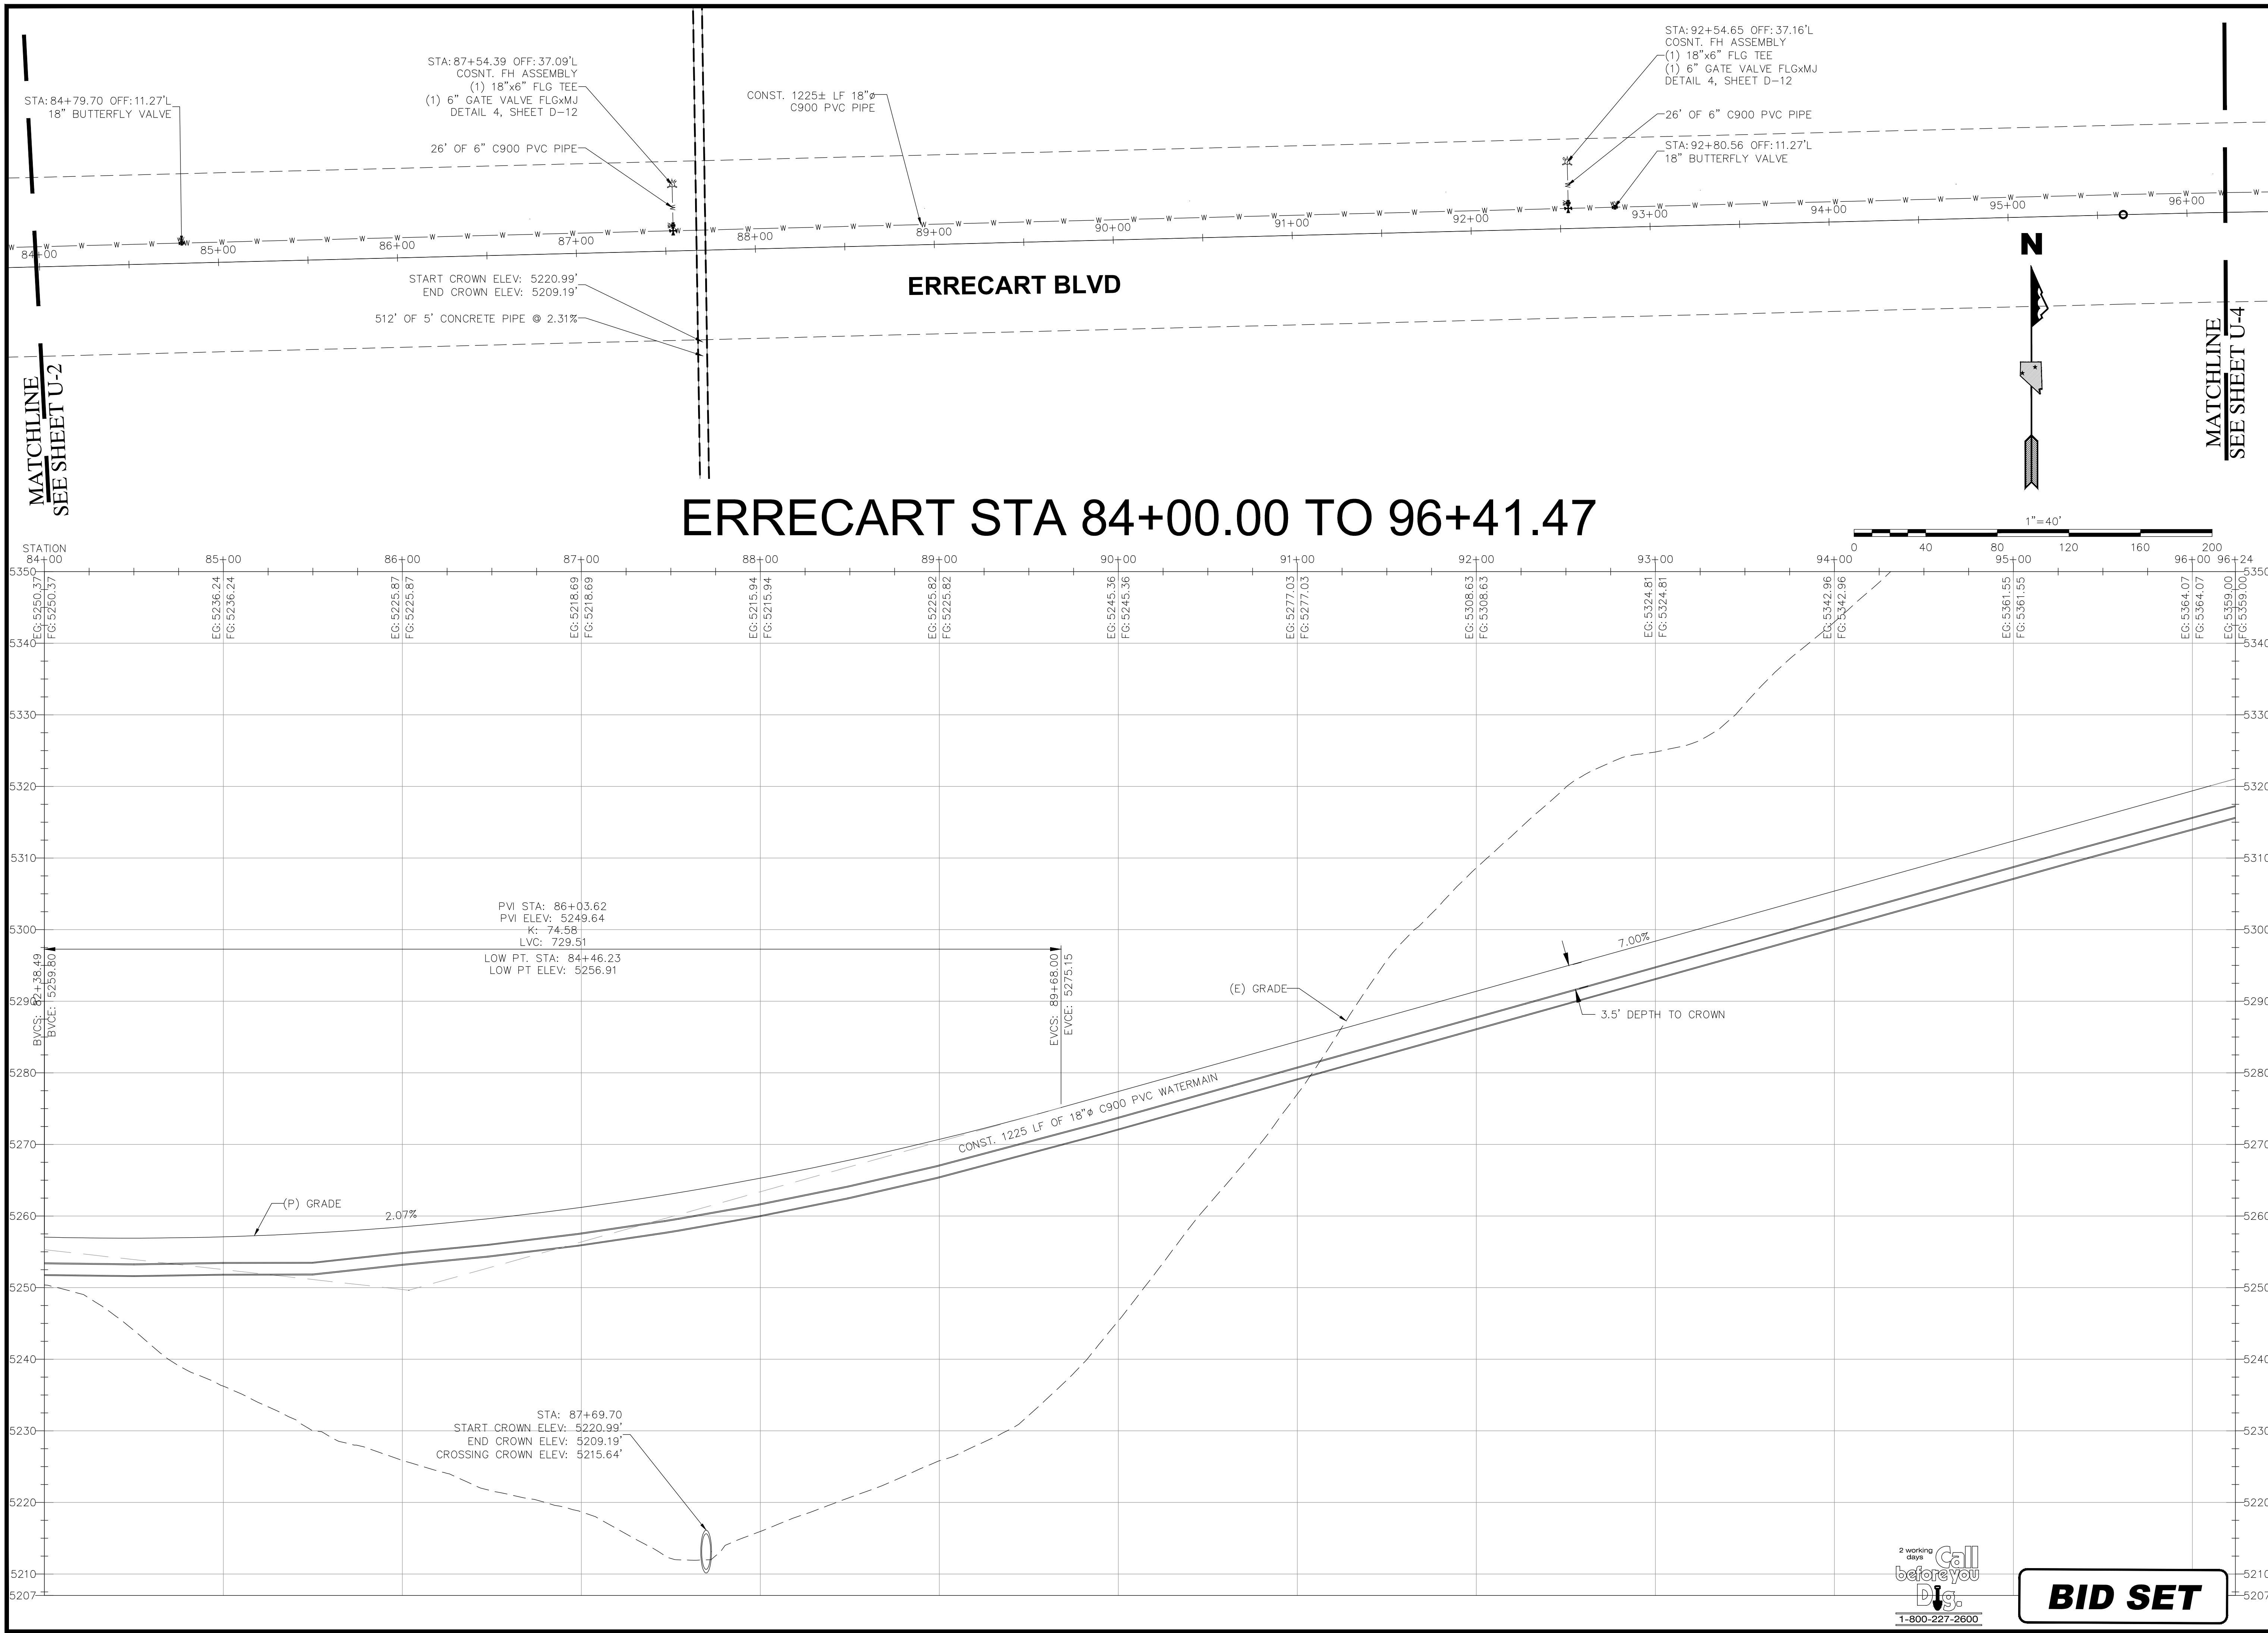 STA: 84+79.70 OFF: 11.27'L
18" BUTTERFLY VALVE
STA: 87+54.39 OFF: 37.09'L
COSNT. FH ASSEMBLY
(1) 18"x6" FLG TEE
(1) 6" GATE VALVE FLGxMJ
DETAIL 4, SHEET D-12
26' OF 6" C900 PVC PIPE
CONST. 1225± LF 18"ø
C900 PVC PIPE
STA: 92+54.65 OFF: 37.16'L
COSNT. FH ASSEMBLY
(1) 18"x6" FLG TEE
(1) 6" GATE VALVE FLGxMJ
DETAIL 4, SHEET D-12
26' OF 6" C900 PVC PIPE
STA: 92+80.56 OFF: 11.27'L
18" BUTTERFLY VALVE
84+00 85+00 86+00 87+00 88+00 89+00 90+00 91+00 92+00 93+00 94+00 95+00 96+00
START CROWN ELEV: 5220.99'
END CROWN ELEV: 5209.19'
512' OF 5' CONCRETE PIPE @ 2.31%
ERRECART BLVD
N
MATCHLINE
SEE SHEET U-2
MATCHLINE
SEE SHEET U-4
ERRECART STA 84+00.00 TO 96+41.47
1"=40'
0 40 80 120 160 200
STATION
84+00 85+00 86+00 87+00 88+00 89+00 90+00 91+00 92+00 93+00 94+00 95+00 96+00 96+24
EG: 5250.37
FG: 5250.37
EG: 5236.24
FG: 5236.24
EG: 5225.87
FG: 5225.87
EG: 5218.69
FG: 5218.69
EG: 5215.94
FG: 5215.94
EG: 5225.82
FG: 5225.82
EG: 5245.36
FG: 5245.36
EG: 5277.03
FG: 5277.03
EG: 5308.63
FG: 5308.63
EG: 5324.81
FG: 5324.81
EG: 5342.96
FG: 5342.96
EG: 5361.55
FG: 5361.55
EG: 5364.07
FG: 5364.07
EG: 5359.00
FG: 5359.00
5350 5350
5340 5340
5330 5330
5320 5320
5310 5310
5300 5300
5290 5290
5280 5280
5270 5270
5260 5260
5250 5250
5240 5240
5230 5230
5220 5220
5210 5210
5207 5207
PVI STA: 86+03.62
PVI ELEV: 5249.64
K: 74.58
LVC: 729.51
LOW PT. STA: 84+46.23
LOW PT ELEV: 5256.91
BVCS: 82+38.49
BVCE: 5259.80
EVCS: 89+68.00
EVCE: 5275.15
(E) GRADE
7.00%
3.5' DEPTH TO CROWN
CONST. 1225 LF OF 18"ø C900 PVC WATERMAIN
(P) GRADE
2.07%
STA: 87+69.70
START CROWN ELEV: 5220.99'
END CROWN ELEV: 5209.19'
CROSSING CROWN ELEV: 5215.64'
2 working
days
Call
before you
Dig.
1-800-227-2600
BID SET